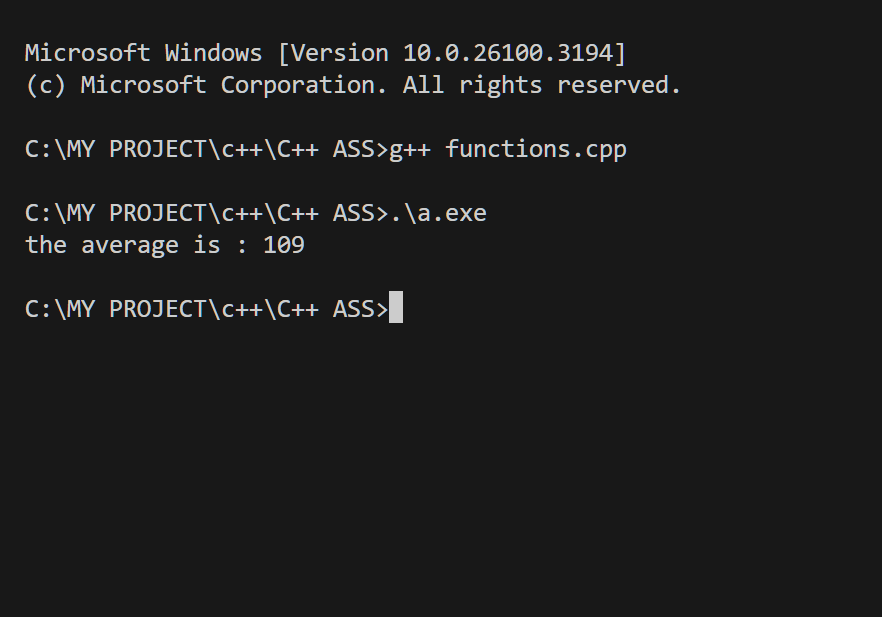 Microsoft Windows [Version 10.0.26100.3194]
(c) Microsoft Corporation. All rights reserved.
C:\MY PROJECT\c++\C++ ASS>g++ functions.cpp
C:\MY PROJECT\c++\C++ ASS>.\a.exe
the average is : 109
C:\MY PROJECT\c++\C++ ASS>